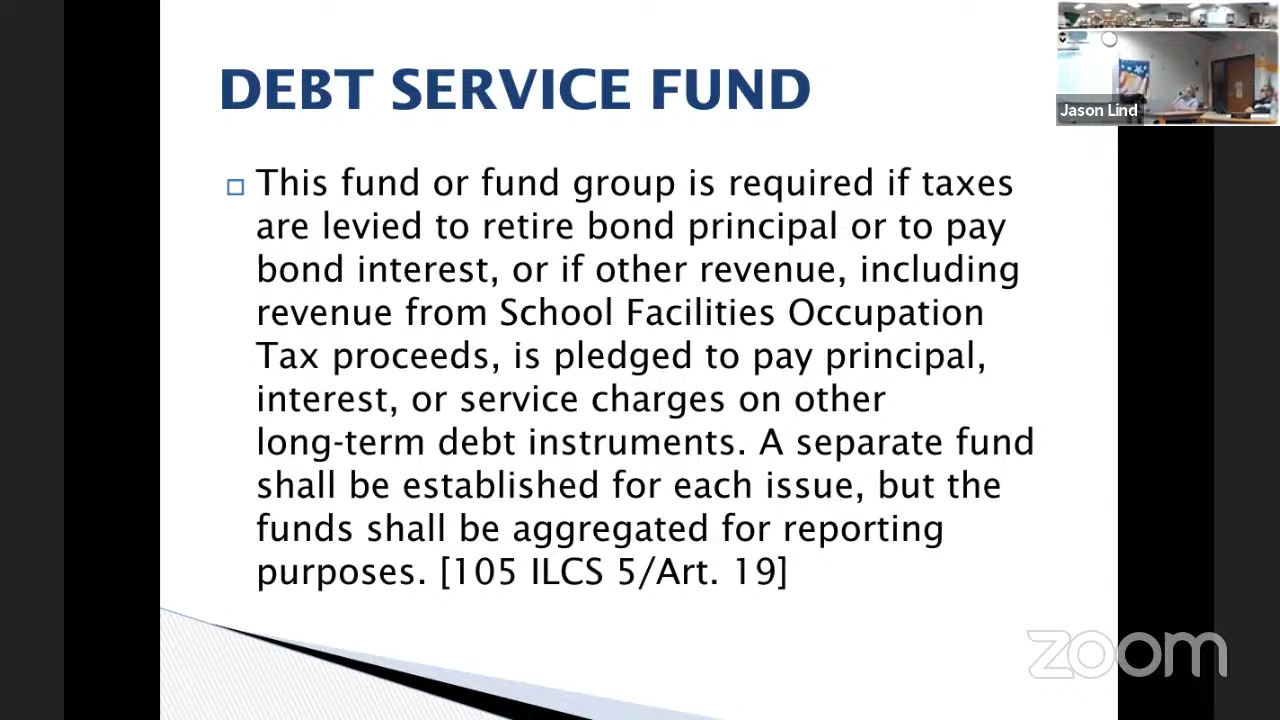 DEBT SERVICE FUND
This fund or fund group is required if taxes
are levied to retire bond principal or to pay
bond interest, or if other revenue, including
revenue from School Facilities Occupation
Tax proceeds, is pledged to pay principal,
interest, or service charges on other
long-term debt instruments. A separate fund
shall be established for each issue, but the
funds shall be aggregated for reporting
purposes. [105 ILCS 5/Art. 19]
Jason Lind
zoom